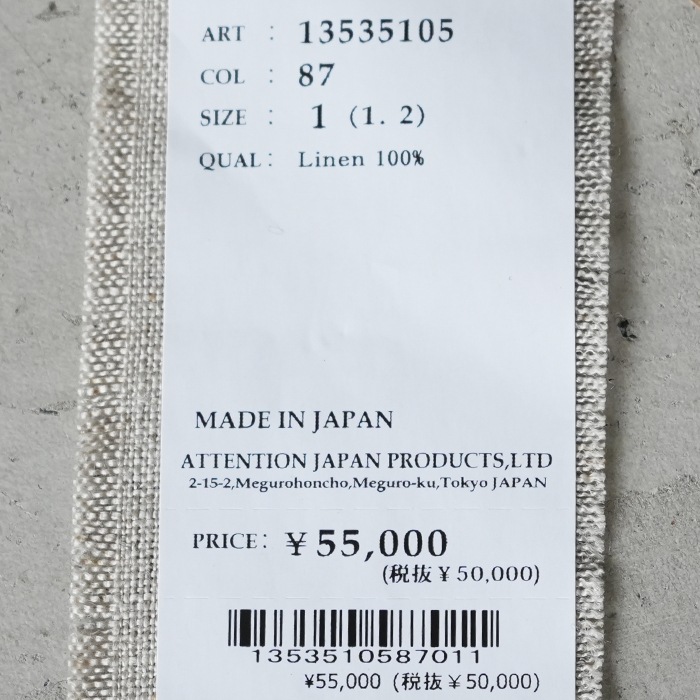 ART : 13535105
COL : 87
SIZE : 1 (1. 2)
QUAL: Linen 100%
MADE IN JAPAN
ATTENTION JAPAN PRODUCTS,LTD
2-15-2,Megurohoncho,Meguro-ku,Tokyo JAPAN
PRICE: ¥55,000
(税抜¥50,000)
1353510587011
¥55,000 (税抜¥50,000)